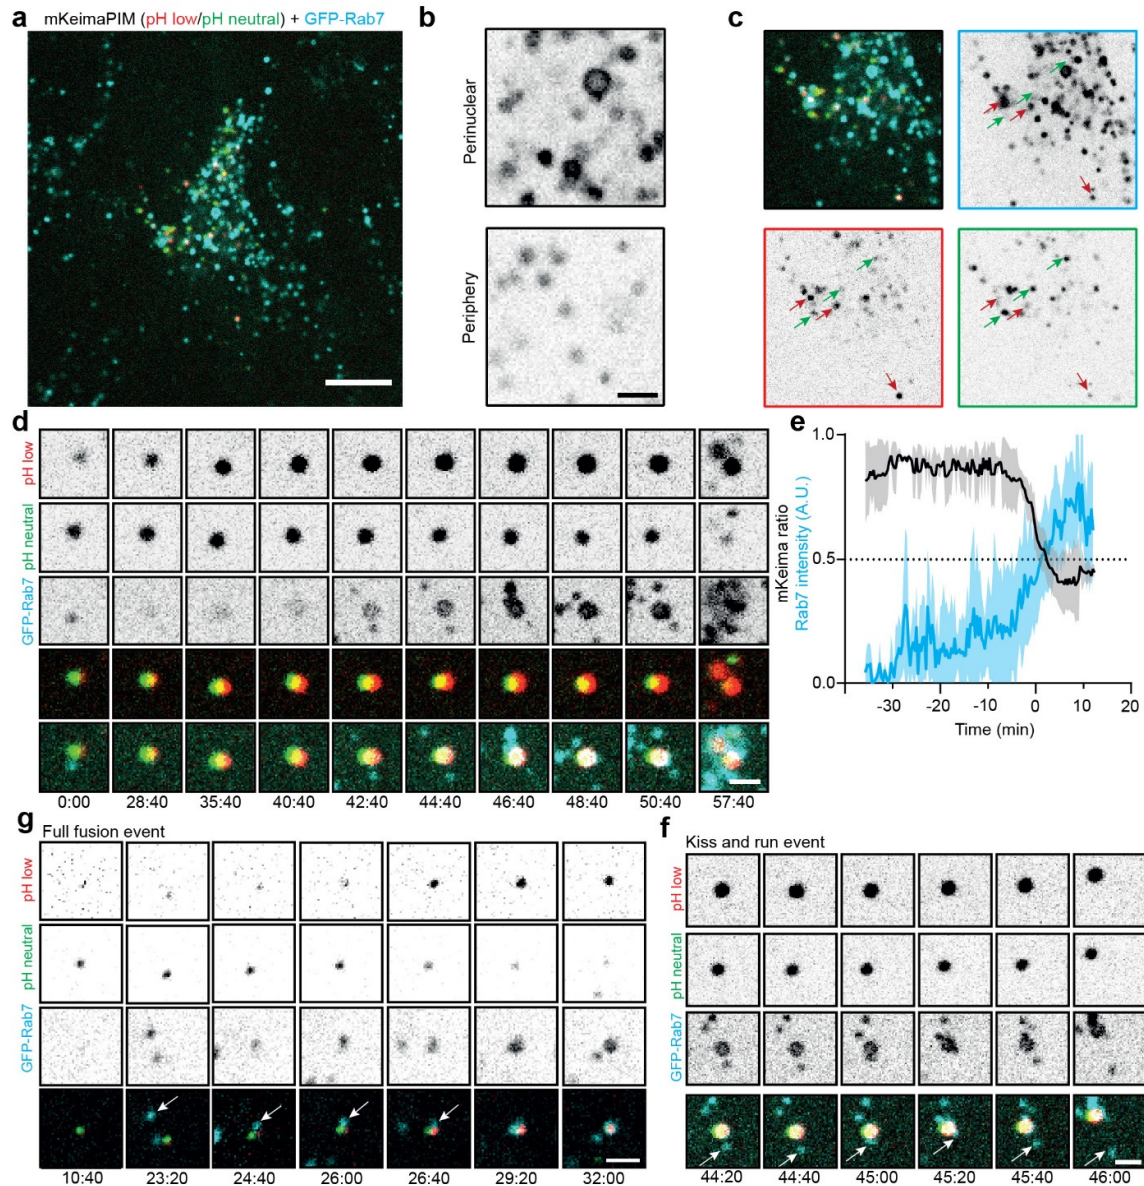 a
mKeimaPIM (pH low/pH neutral) + GFP-Rab7
b
Perinuclear
Periphery
c
d
pH low
pH neutral
GFP-Rab7
0:00 28:40 35:40 40:40 42:40 44:40 46:40 48:40 50:40 57:40
e
mKeima ratio
Rab7 intensity (A.U.)
1.0
0.5
0.0
-30 -20 -10 0 10 20
Time (min)
g
Full fusion event
pH low
pH neutral
GFP-Rab7
10:40 23:20 24:40 26:00 26:40 29:20 32:00
f
Kiss and run event
pH low
pH neutral
GFP-Rab7
44:20 44:40 45:00 45:20 45:40 46:00